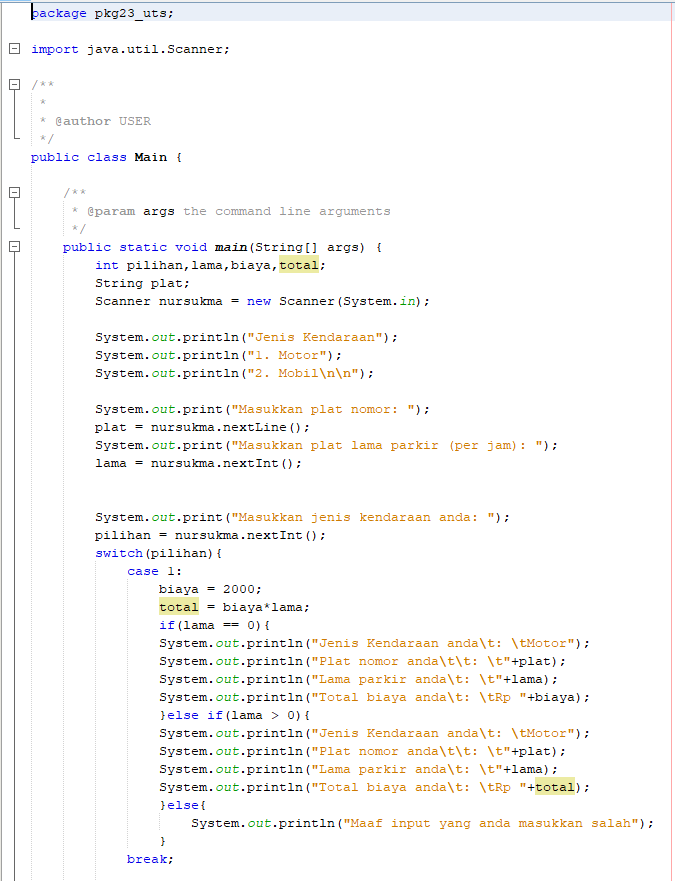 package pkg23_uts;
import java.util.Scanner;
/**
*
* @author USER
*/
public class Main {
/**
* @param args the command line arguments
*/
public static void main(String[] args) {
int pilihan,lama,biaya,total;
String plat;
Scanner nursukma = new Scanner(System.in);
System.out.println("Jenis Kendaraan");
System.out.println("1. Motor");
System.out.println("2. Mobil\n\n");
System.out.print("Masukkan plat nomor: ");
plat = nursukma.nextLine();
System.out.print("Masukkan plat lama parkir (per jam): ");
lama = nursukma.nextInt();
System.out.print("Masukkan jenis kendaraan anda: ");
pilihan = nursukma.nextInt();
switch(pilihan){
case 1:
biaya = 2000;
total = biaya*lama;
if(lama == 0){
System.out.println("Jenis Kendaraan anda\t: \tMotor");
System.out.println("Plat nomor anda\t\t: \t"+plat);
System.out.println("Lama parkir anda\t: \t"+lama);
System.out.println("Total biaya anda\t: \tRp "+biaya);
}else if(lama > 0){
System.out.println("Jenis Kendaraan anda\t: \tMotor");
System.out.println("Plat nomor anda\t\t: \t"+plat);
System.out.println("Lama parkir anda\t: \t"+lama);
System.out.println("Total biaya anda\t: \tRp "+total);
}else{
System.out.println("Maaf input yang anda masukkan salah");
}
break;